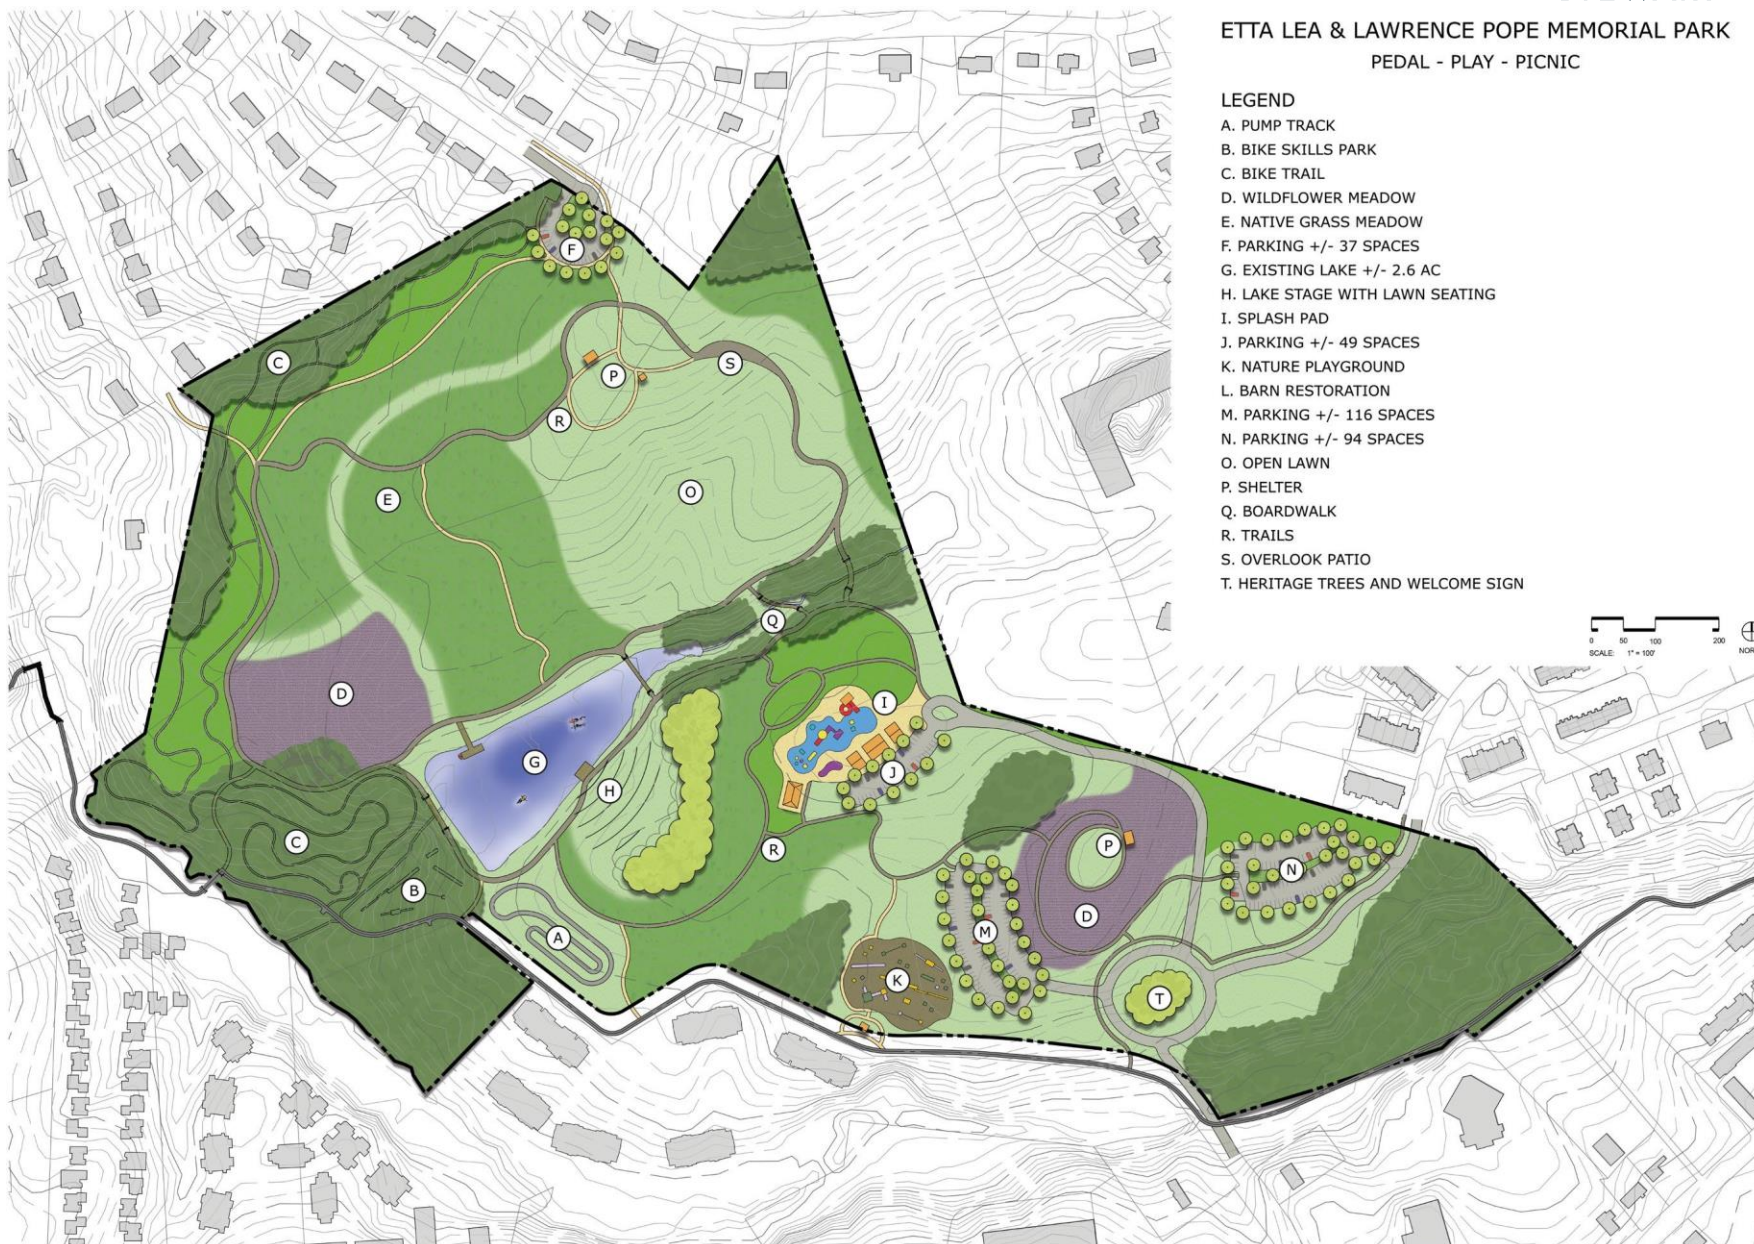 ETTA LEA & LAWRENCE POPE MEMORIAL PARK
PEDAL - PLAY - PICNIC
LEGEND
A. PUMP TRACK
B. BIKE SKILLS PARK
C. BIKE TRAIL
D. WILDFLOWER MEADOW
E. NATIVE GRASS MEADOW
F. PARKING +/- 37 SPACES
G. EXISTING LAKE +/- 2.6 AC
H. LAKE STAGE WITH LAWN SEATING
I. SPLASH PAD
J. PARKING +/- 49 SPACES
K. NATURE PLAYGROUND
L. BARN RESTORATION
M. PARKING +/- 116 SPACES
N. PARKING +/- 94 SPACES
O. OPEN LAWN
P. SHELTER
Q. BOARDWALK
R. TRAILS
S. OVERLOOK PATIO
T. HERITAGE TREES AND WELCOME SIGN
0 50 100 200
SCALE: 1" = 100'
NOR
F
C
P
S
R
E
O
Q
D
I
G
J
H
C
R
P
N
B
D
A
M
K
T